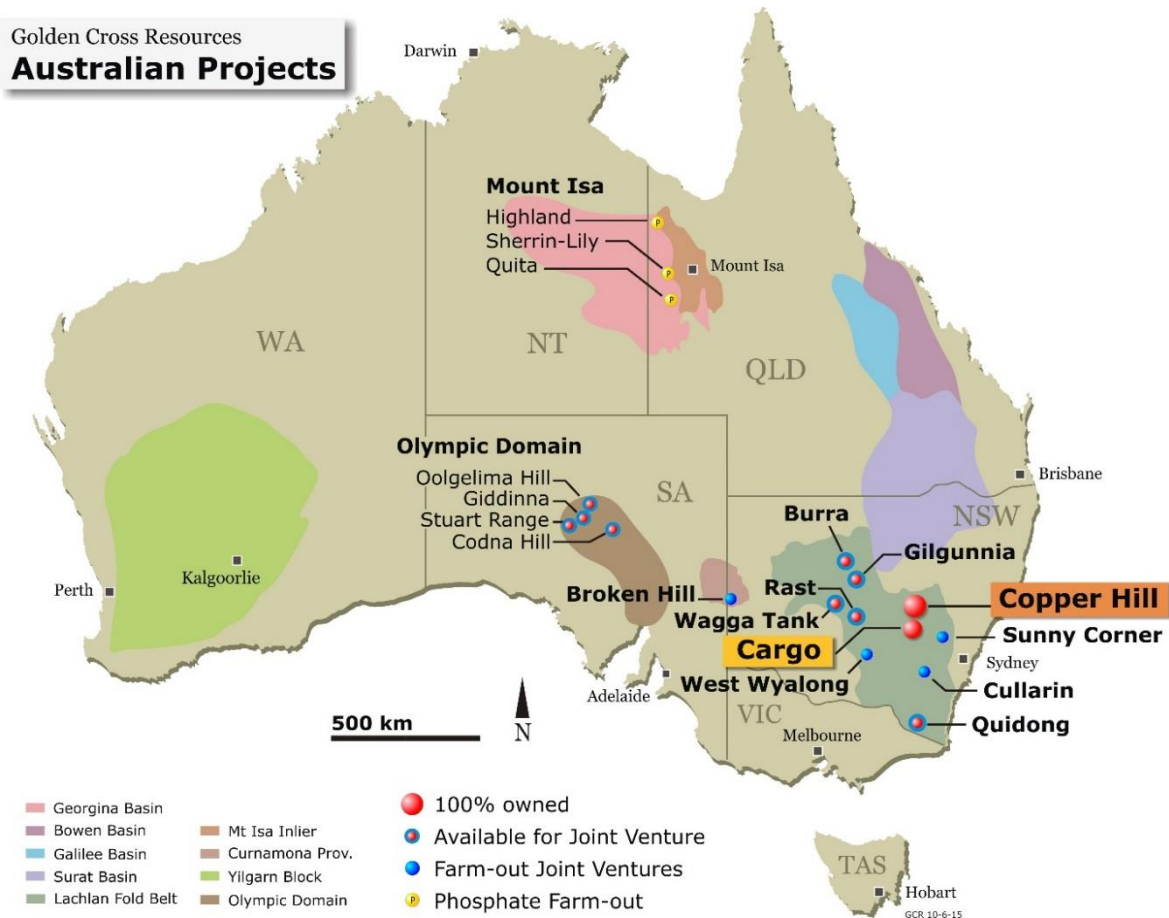 Golden Cross Resources
Australian Projects
Darwin
Mount Isa
Highland
Sherrin-Lily
Quita
P
P
P
Mount Isa
WA
NT
QLD
Olympic Domain
Oolgelima Hill
Giddinna
Stuart Range
Codna Hill
SA
Brisbane
NSW
Burra
Gilgunnia
Kalgoorlie
Perth
Broken Hill
Rast
Wagga Tank
Copper Hill
Cargo
Sunny Corner
Sydney
West Wyalong
Cullarin
Adelaide
VIC
Quidong
Melbourne
500 km
N
Georgina Basin
Bowen Basin
Galilee Basin
Surat Basin
Lachlan Fold Belt
Mt Isa Inlier
Curnamona Prov.
Yilgarn Block
Olympic Domain
100% owned
Available for Joint Venture
Farm-out Joint Ventures
P Phosphate Farm-out
TAS
Hobart
GCR 10-6-15